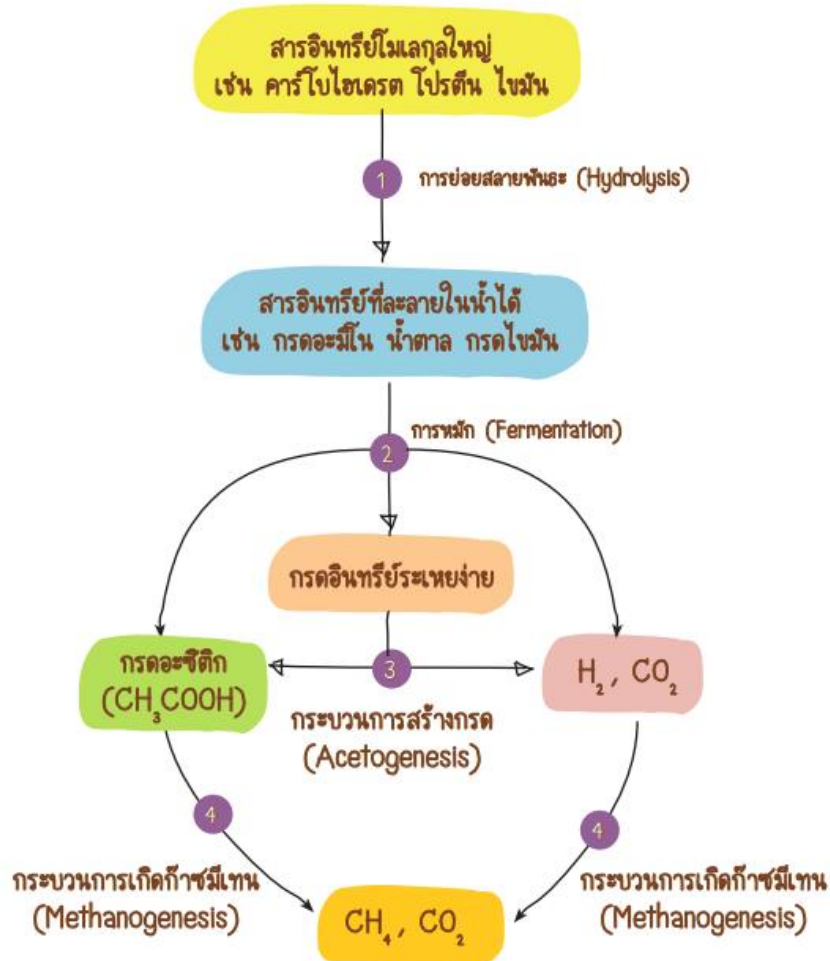 สารอินทรีย์โมเลกุลใหญ่
เช่น คาร์โบไฮเดรต โปรตีน ไขมัน
1
การย่อยสลายพันธะ (Hydrolysis)
สารอินทรีย์ที่ละลายในน้ำได้
เช่น กรดอะมีโน น้ำตาล กรดไขมัน
การหมัก (Fermentation)
2
กรดอินทรีย์ระเหยง่าย
กรดอะซิติก
(CH₃COOH)
3
H₂, CO₂
กระบวนการสร้างกรด
(Acetogenesis)
4
4
กระบวนการเกิดก๊าซมีเทน
(Methanogenesis)
กระบวนการเกิดก๊าซมีเทน
(Methanogenesis)
CH₄, CO₂